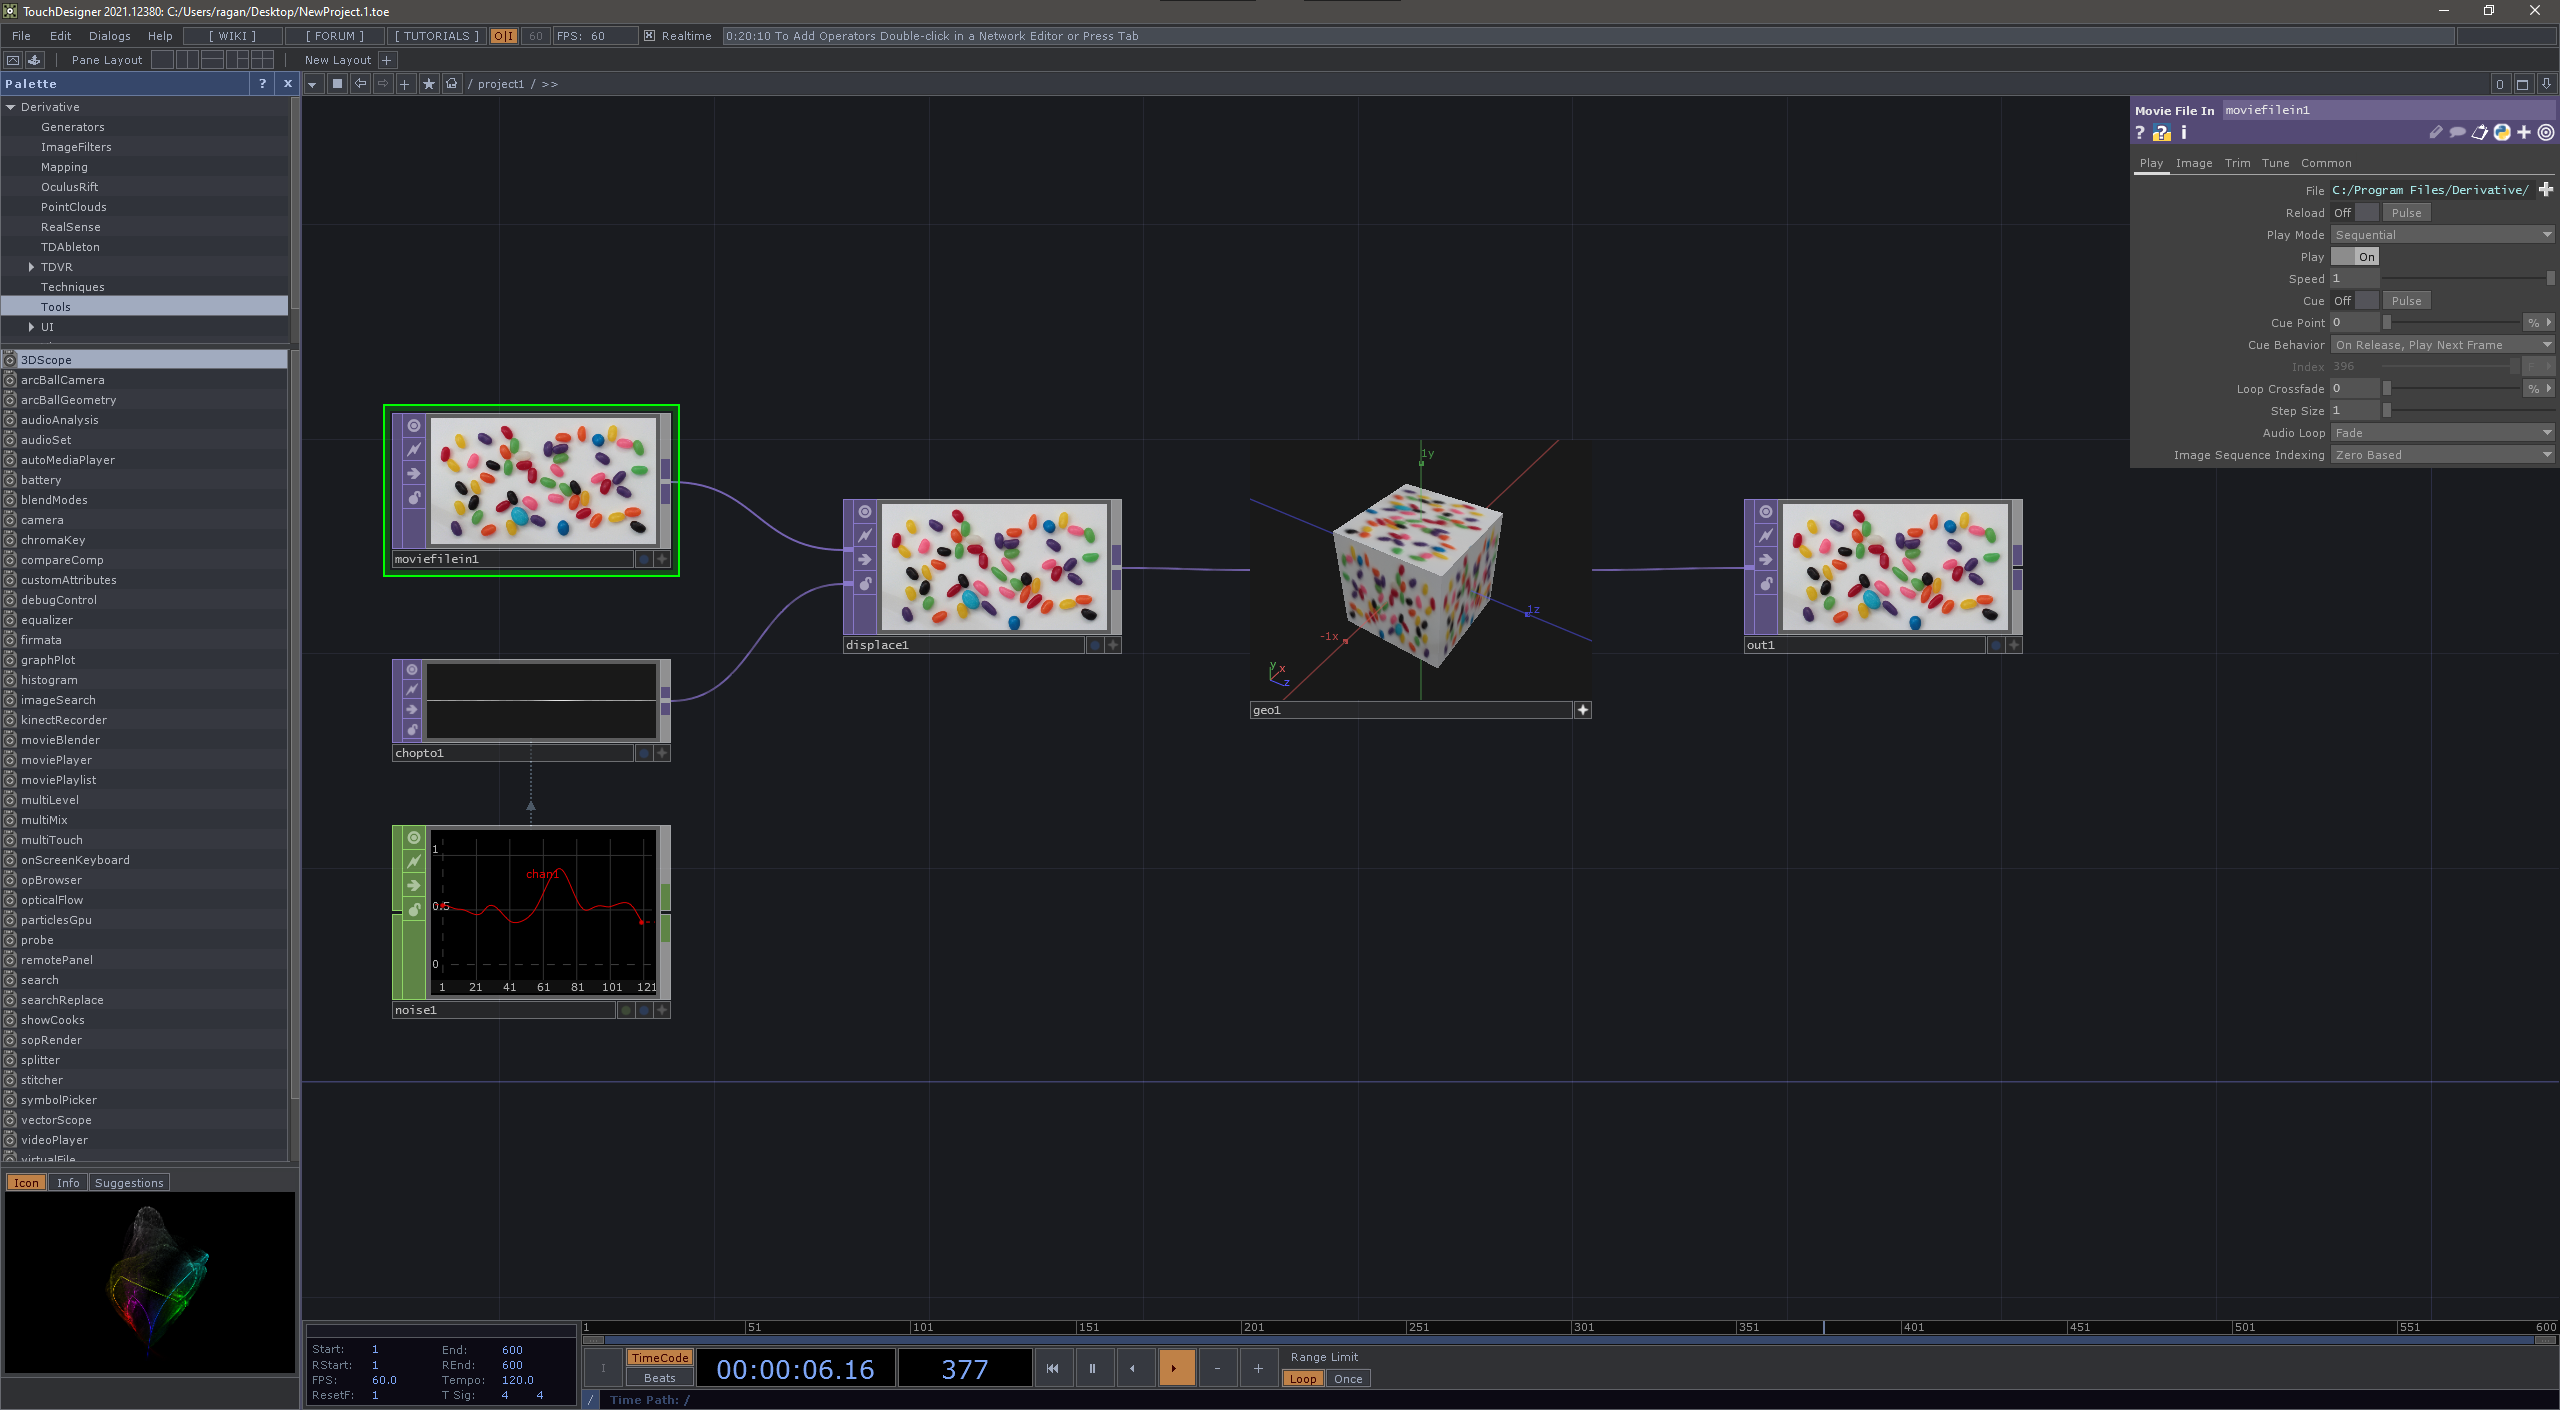 TouchDesigner 2021.12380: C:/Users/ragan/Desktop/NewProject.1.toe
File Edit Dialogs Help [ WIKI ] [ FORUM ] [ TUTORIALS ] O|I 60 FPS: 60 Realtime 0:20:10 To Add Operators Double-click in a Network Editor or Press Tab
Pane Layout New Layout +
Palette ? x
/ project1 / >>
0
Derivative
Generators
ImageFilters
Mapping
OculusRift
PointClouds
RealSense
TDAbleton
TDVR
Techniques
Tools
UI
3DScope
arcBallCamera
arcBallGeometry
audioAnalysis
audioSet
autoMediaPlayer
battery
blendModes
camera
chromaKey
compareComp
customAttributes
debugControl
equalizer
firmata
graphPlot
histogram
imageSearch
kinectRecorder
movieBlender
moviePlayer
moviePlaylist
multiLevel
multiMix
multiTouch
onScreenKeyboard
opBrowser
opticalFlow
particlesGpu
probe
remotePanel
search
searchReplace
showCooks
sopRender
splitter
stitcher
symbolPicker
vectorScope
videoPlayer
virtualFile
Icon Info Suggestions
moviefilein1
chopto1
1
chan1
0.5
0
1 21 41 61 81 101 121
noise1
displace1
1y
1z
-1x
y x
z
geo1
out1
Movie File In moviefilein1
? ? i
Play Image Trim Tune Common
File C:/Program Files/Derivative/
Reload Off Pulse
Play Mode Sequential
Play On
Speed 1
Cue Off Pulse
Cue Point 0 %
Cue Behavior On Release, Play Next Frame
Index 396 F
Loop Crossfade 0 %
Step Size 1
Audio Loop Fade
Image Sequence Indexing Zero Based
1 51 101 151 201 251 301 351 401 451 501 551 600
Start: 1 End: 600
RStart: 1 REnd: 600
FPS: 60.0 Tempo: 120.0
ResetF: 1 T Sig: 4 4
I
TimeCode
Beats
00:00:06.16
377
- +
Range Limit
Loop Once
/ Time Path: /